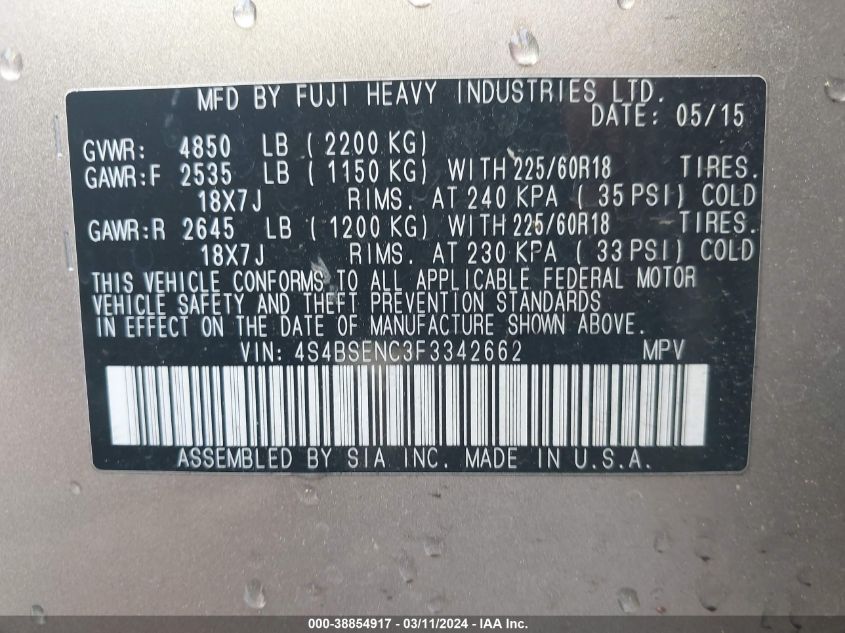 MFD BY FUJI HEAVY INDUSTRIES LTD.
DATE: 05/15
GVWR: 4850 LB ( 2200 KG)
GAWR:F 2535 LB ( 1150 KG) WITH 225/60R18 TIRES.
18X7J RIMS. AT 240 KPA ( 35 PSI) COLD
GAWR:R 2645 LB ( 1200 KG) WITH 225/60R18 TIRES.
18X7J RIMS. AT 230 KPA ( 33 PSI) COLD
THIS VEHICLE CONFORMS TO ALL APPLICABLE FEDERAL MOTOR
VEHICLE SAFETY AND THEFT PREVENTION STANDARDS
IN EFFECT ON THE DATE OF MANUFACTURE SHOWN ABOVE.
VIN: 4S4BSENC3F3342662 MPV
ASSEMBLED BY SIA INC. MADE IN U.S.A.
000-38854917 - 03/11/2024 - IAA Inc.